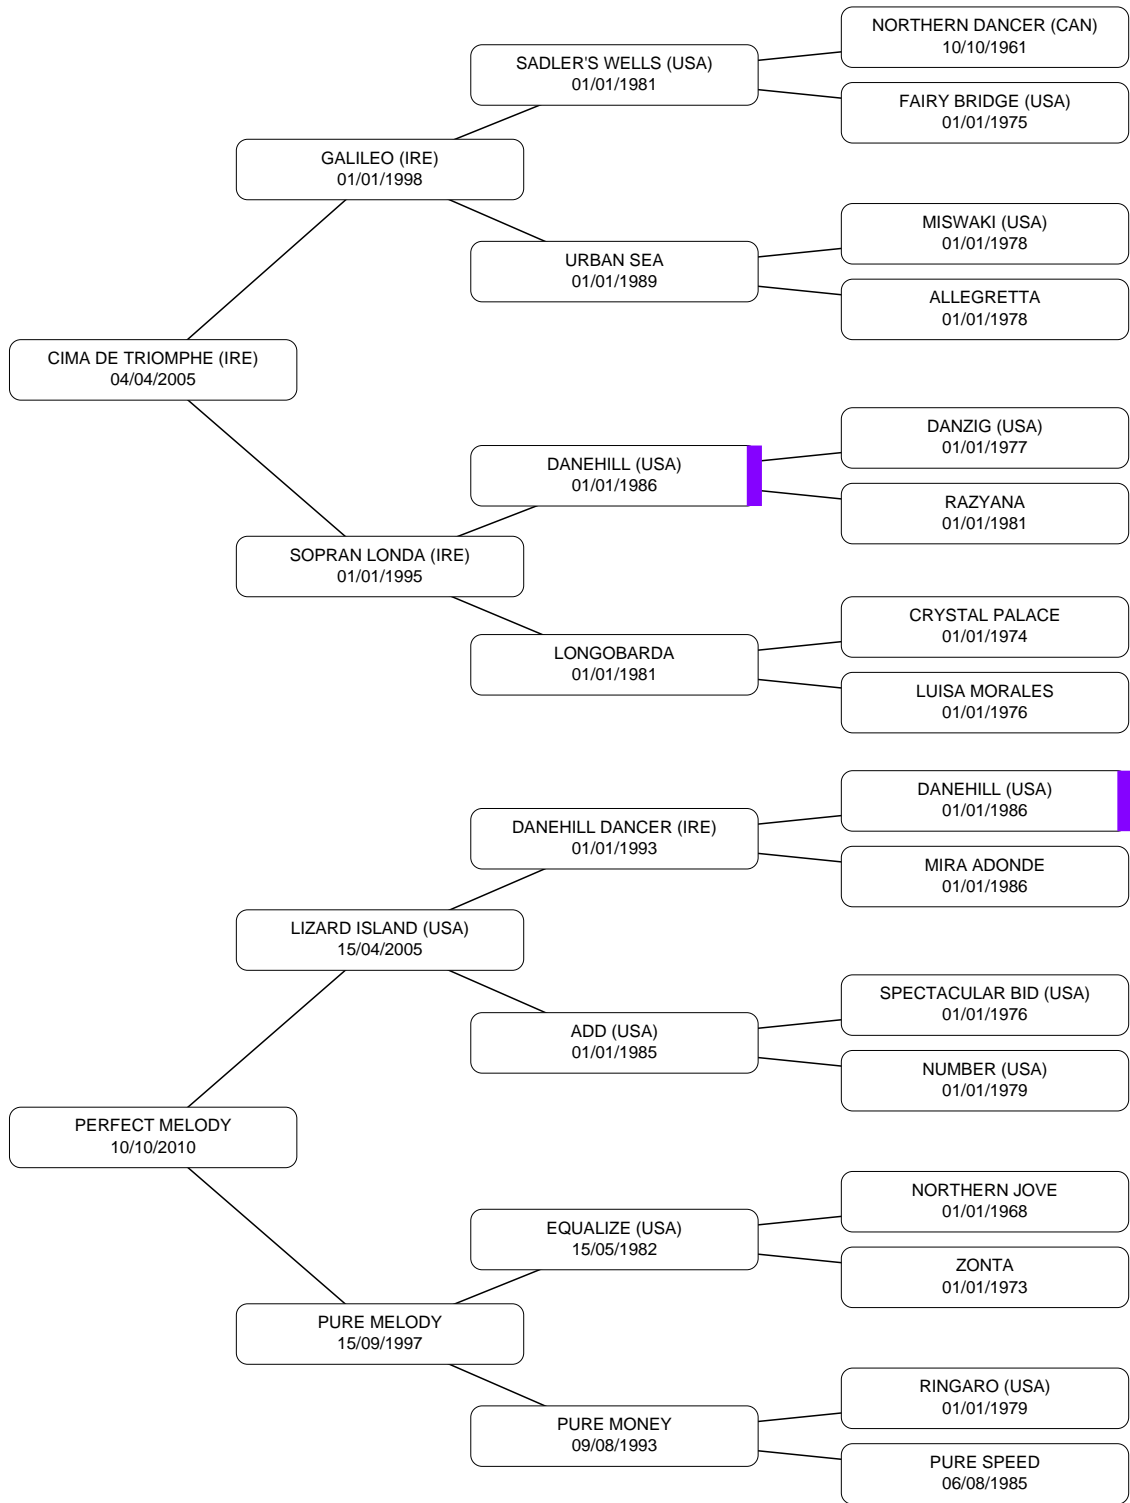 NORTHERN DANCER (CAN)
10/10/1961
SADLER'S WELLS (USA)
01/01/1981
FAIRY BRIDGE (USA)
01/01/1975
GALILEO (IRE)
01/01/1998
MISWAKI (USA)
01/01/1978
URBAN SEA
01/01/1989
ALLEGRETTA
01/01/1978
CIMA DE TRIOMPHE (IRE)
04/04/2005
DANZIG (USA)
01/01/1977
DANEHILL (USA)
01/01/1986
RAZYANA
01/01/1981
SOPRAN LONDA (IRE)
01/01/1995
CRYSTAL PALACE
01/01/1974
LONGOBARDA
01/01/1981
LUISA MORALES
01/01/1976
DANEHILL (USA)
01/01/1986
DANEHILL DANCER (IRE)
01/01/1993
MIRA ADONDE
01/01/1986
LIZARD ISLAND (USA)
15/04/2005
SPECTACULAR BID (USA)
01/01/1976
ADD (USA)
01/01/1985
NUMBER (USA)
01/01/1979
PERFECT MELODY
10/10/2010
NORTHERN JOVE
01/01/1968
EQUALIZE (USA)
15/05/1982
ZONTA
01/01/1973
PURE MELODY
15/09/1997
RINGARO (USA)
01/01/1979
PURE MONEY
09/08/1993
PURE SPEED
06/08/1985